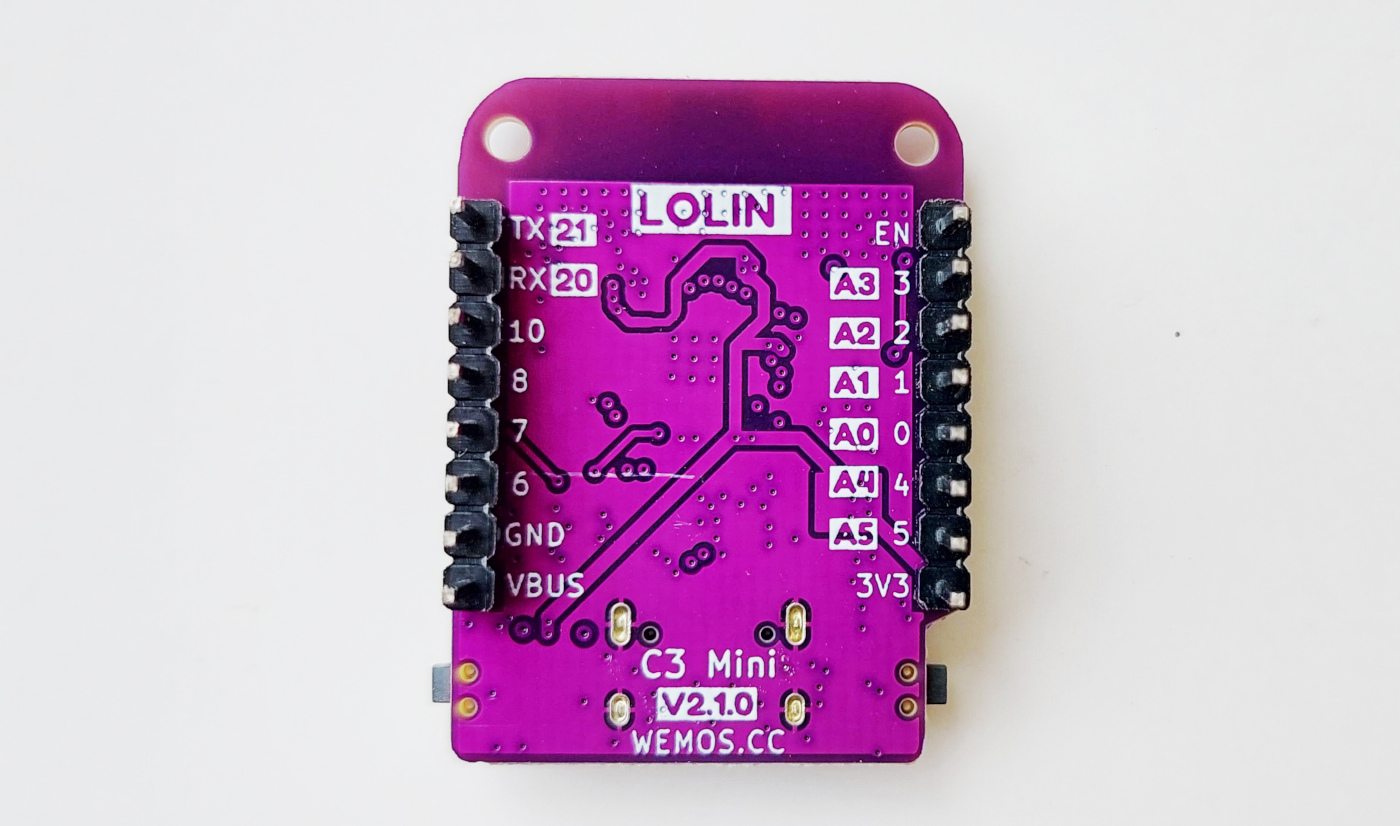 LOLIN
TX 21
RX 20
10
8
7
6
GND
VBUS
EN
A3 3
A2 2
A1 1
A0 0
A4 4
A5 5
3V3
C3 Mini
V2.1.0
WEMOS.CC